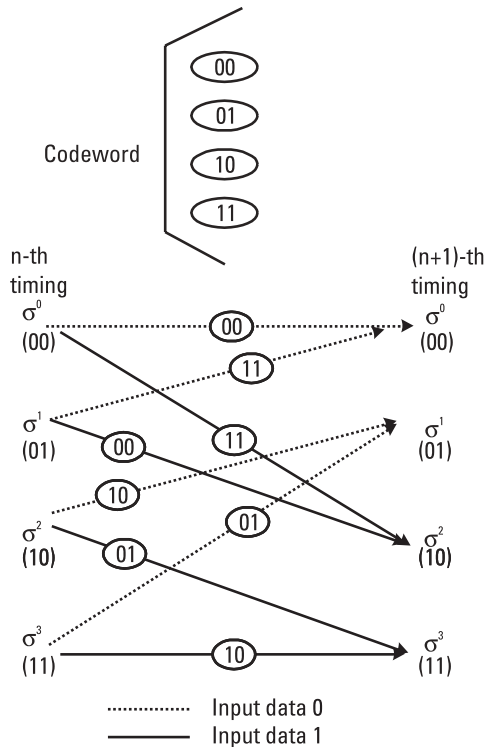 00
01
Codeword
10
11
n-th
timing
(n+1)-th
timing
σ⁰
(00)
00
σ⁰
(00)
11
σ¹
(01)
00
11
σ¹
(01)
10
01
σ²
(10)
01
σ²
(10)
σ³
(11)
10
σ³
(11)
Input data 0
Input data 1